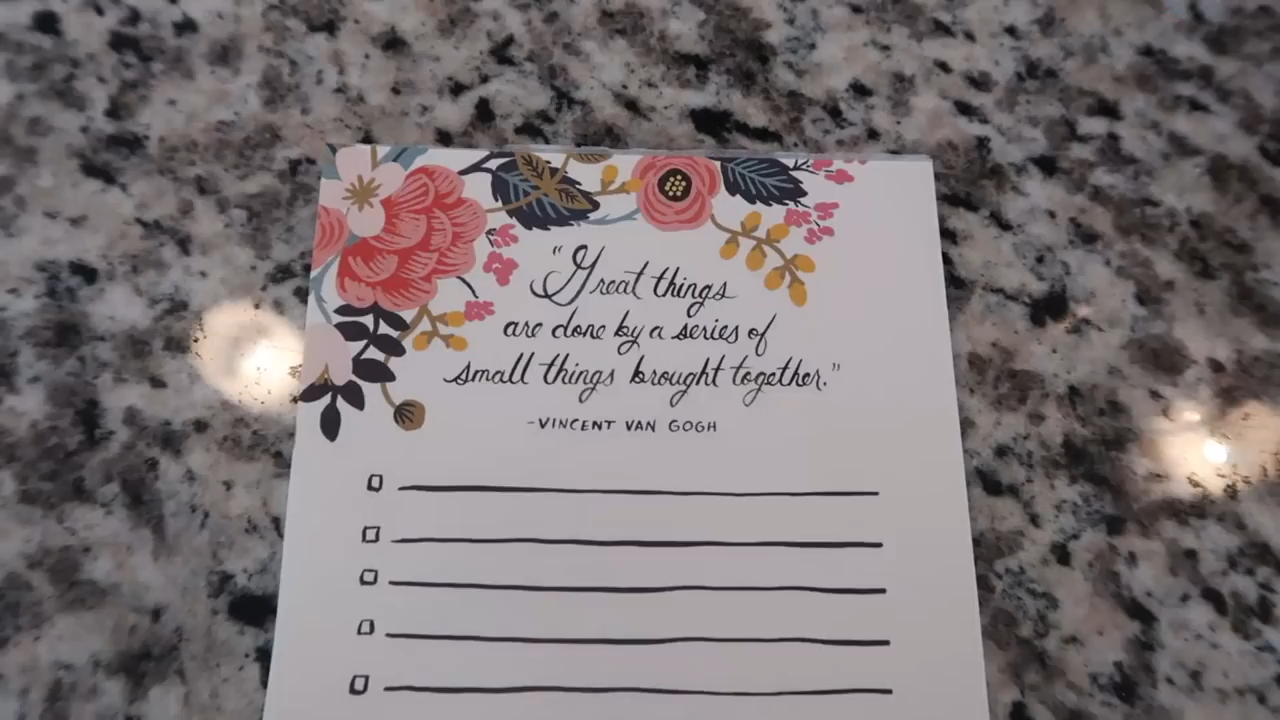 “Great things
are done by a series of
small things brought together.”
-VINCENT VAN GOGH